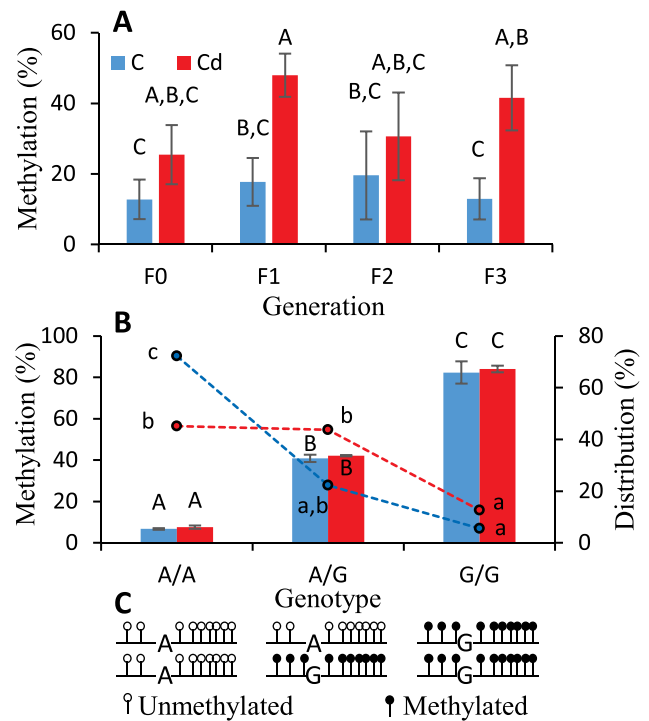 A
60
40
20
0
Methylation (%)
C Cd
C A,B,C B,C A B,C A,B,C C A,B
F0 F1 F2 F3
Generation
B
100
80
60
40
20
0
Methylation (%)
80
60
40
20
0
Distribution (%)
c
b
A A
b
B B
a,b
C C
a
a
A/A A/G G/G
Genotype
C
A A G
A G G
Unmethylated Methylated